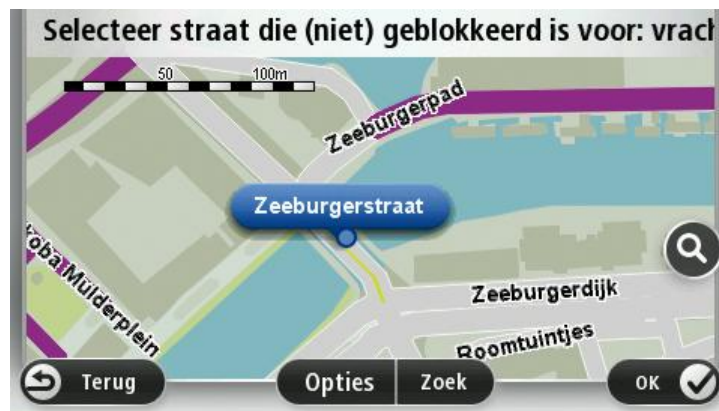 Selecteer straat die (niet) geblokkeerd is voor:
50 100m
Zeeburgerpad
Zeeburgerstraat
Mulderplein
Zeeburgerdijk
Roomtuintjes
Terug Opties Zoek OK